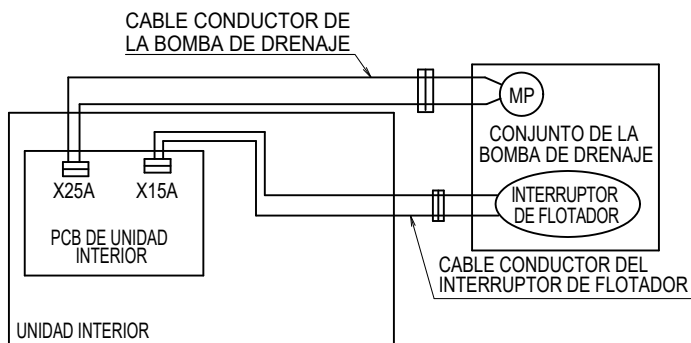 CABLE CONDUCTOR DE
LA BOMBA DE DRENAJE
MP
CONJUNTO DE LA
BOMBA DE DRENAJE
X25A
X15A
INTERRUPTOR
DE FLOTADOR
PCB DE UNIDAD
INTERIOR
CABLE CONDUCTOR DEL
INTERRUPTOR DE FLOTADOR
UNIDAD INTERIOR